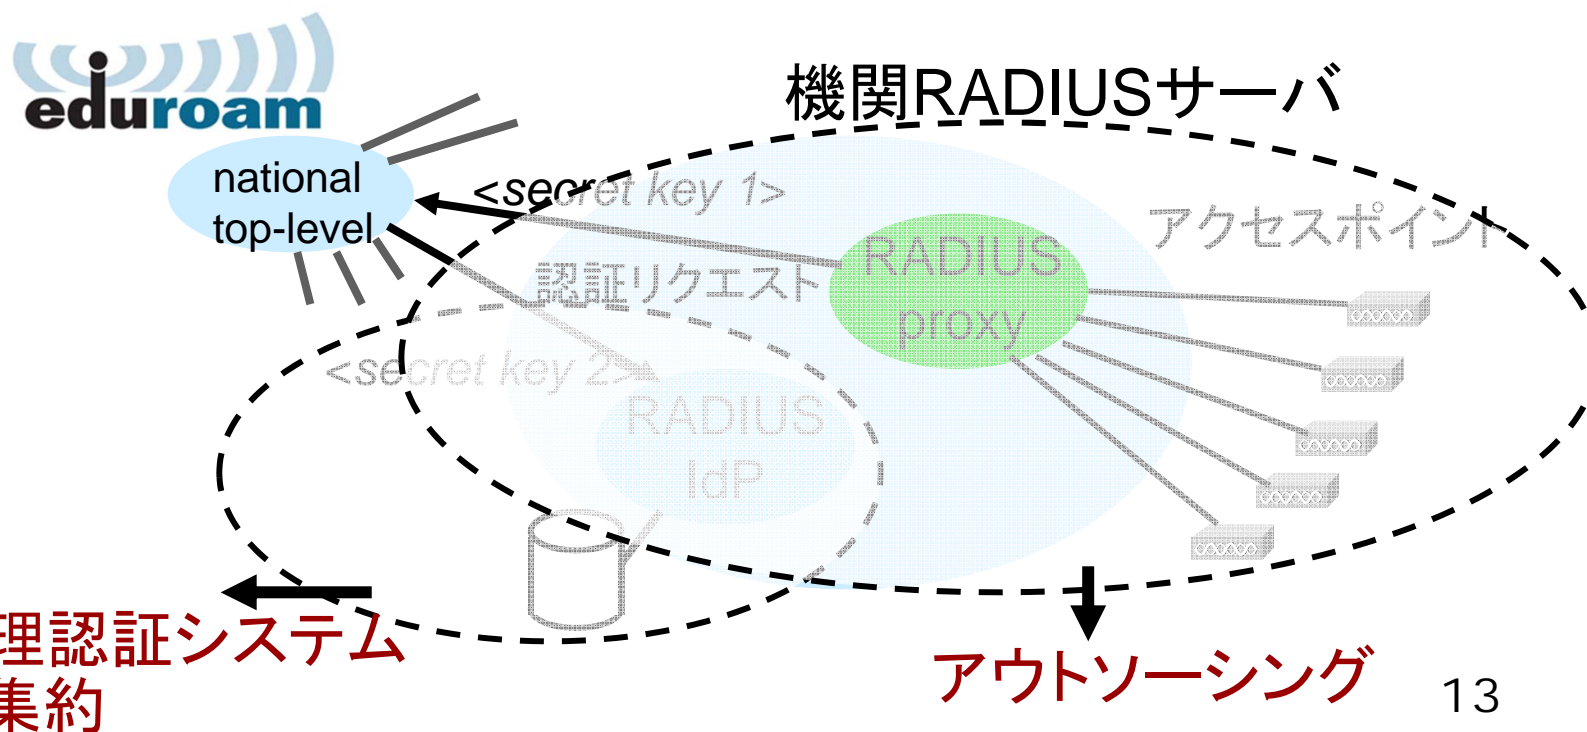 eduroam
機関RADIUSサーバ
national
top-level
<secret key 1>
アクセスポイント
認証リクエスト
RADIUS
proxy
<secret key 2>
RADIUS
IdP
理認証システム
集約
アウトソーシング
13